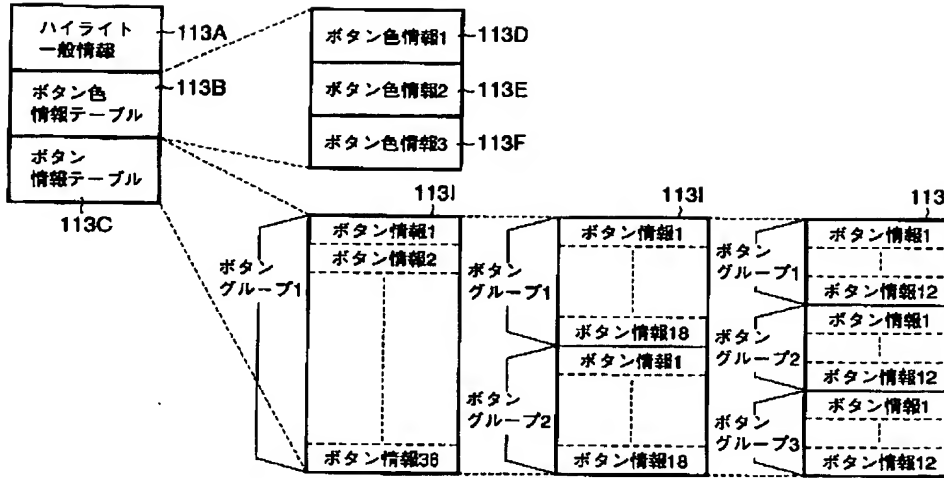 ハイライト
一般情報
113A
ボタン色
情報テーブル
113B
ボタン
情報テーブル
113C
ボタン色情報1
113D
ボタン色情報2
113E
ボタン色情報3
113F
113I
ボタン
グループ1
ボタン情報1
ボタン情報2
ボタン情報36
113I
ボタン
グループ1
ボタン情報1
ボタン情報18
ボタン
グループ2
ボタン情報1
ボタン情報18
113
ボタン
グループ1
ボタン情報1
ボタン情報12
ボタン
グループ2
ボタン情報1
ボタン情報12
ボタン
グループ3
ボタン情報1
ボタン情報12